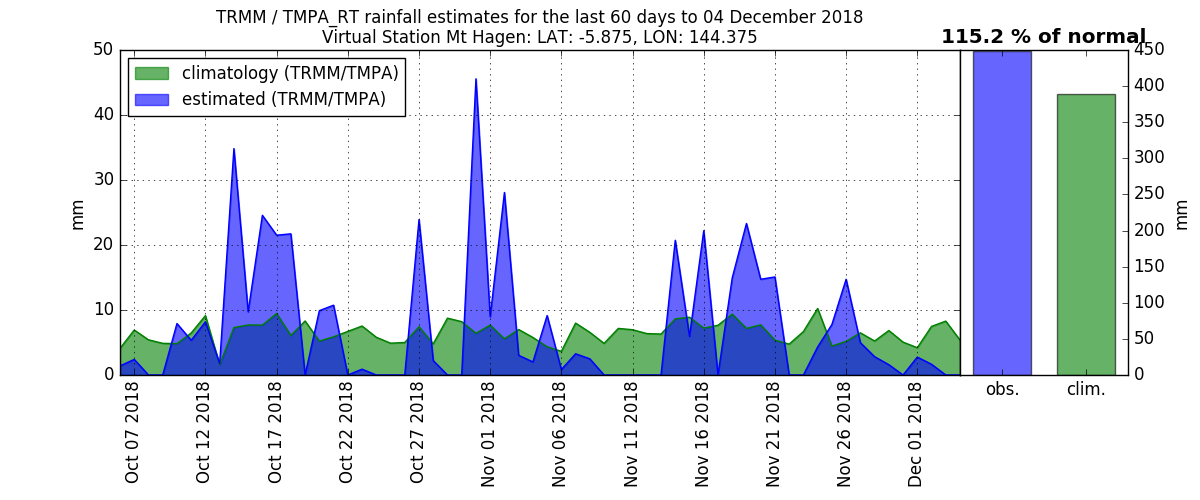 TRMM / TMPA_RT rainfall estimates for the last 60 days to 04 December 2018
Virtual Station Mt Hagen: LAT: -5.875, LON: 144.375
115.2 % of normal
climatology (TRMM/TMPA)
estimated (TRMM/TMPA)
50
40
30
20
10
0
mm
Oct 07 2018
Oct 12 2018
Oct 17 2018
Oct 22 2018
Oct 27 2018
Nov 01 2018
Nov 06 2018
Nov 11 2018
Nov 16 2018
Nov 21 2018
Nov 26 2018
Dec 01 2018
obs.
clim.
450
400
350
300
250
200
150
100
50
0
mm